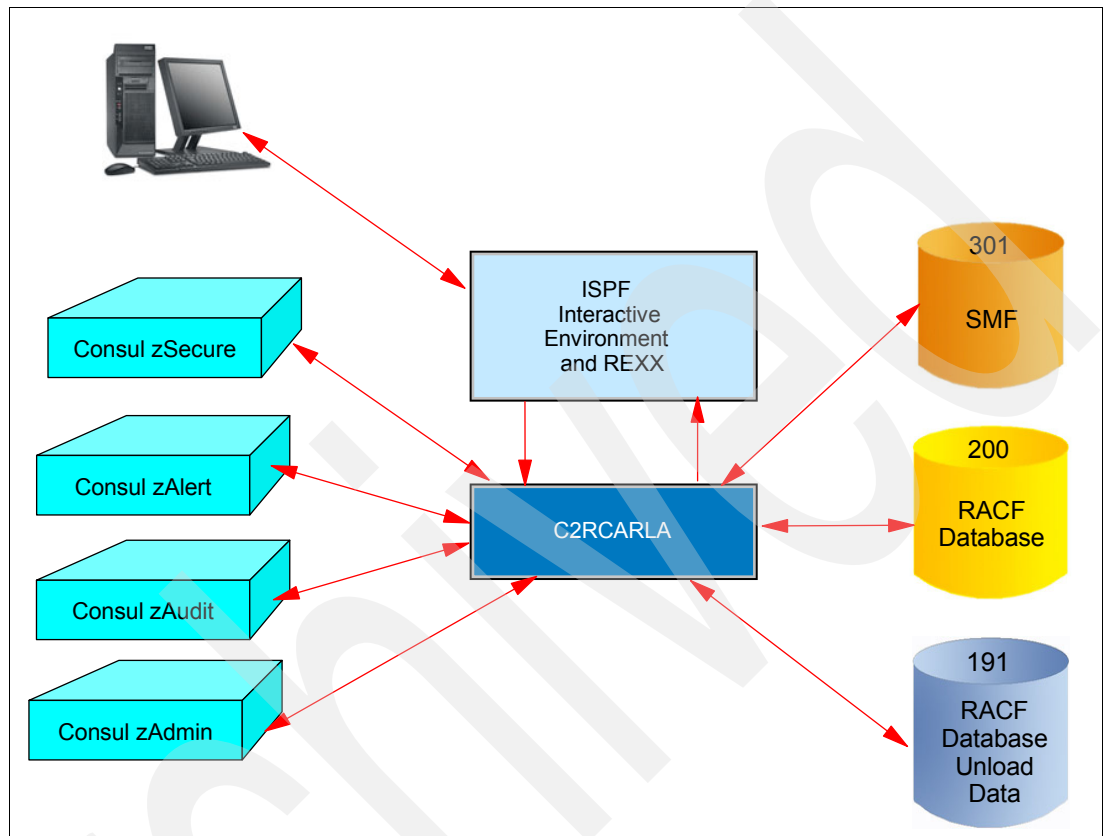 ISPF
Interactive
Environment
and REXX
301
SMF
Consul zSecure
Consul zAlert
C2RCARLA
200
RACF
Database
Consul zAudit
Consul zAdmin
191
RACF
Database
Unload
Data